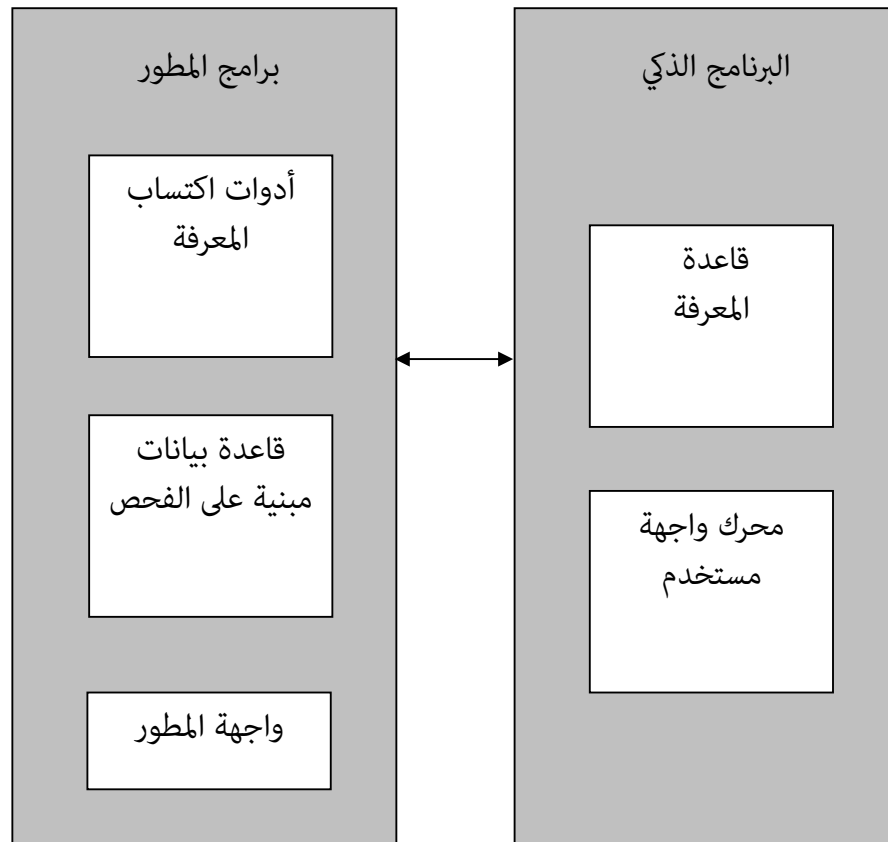 البرنامج الذكي
قاعدة
المعرفة
محرك واجهة
مستخدم
برامج المطور
أدوات اكتساب
المعرفة
قاعدة بيانات
مبنية على الفحص
واجهة المطور